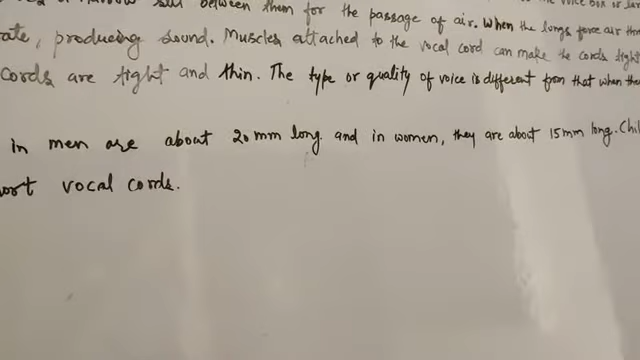 between them for the passage of air. When the lungs force air
ate, producing sound. Muscles attached to the vocal cord can make the cords tight
cords are tight and thin. The type or quality of voice is different from that when the
in men are about 20mm long. and in women, they are about 15mm long. Chil
ort vocal cords.